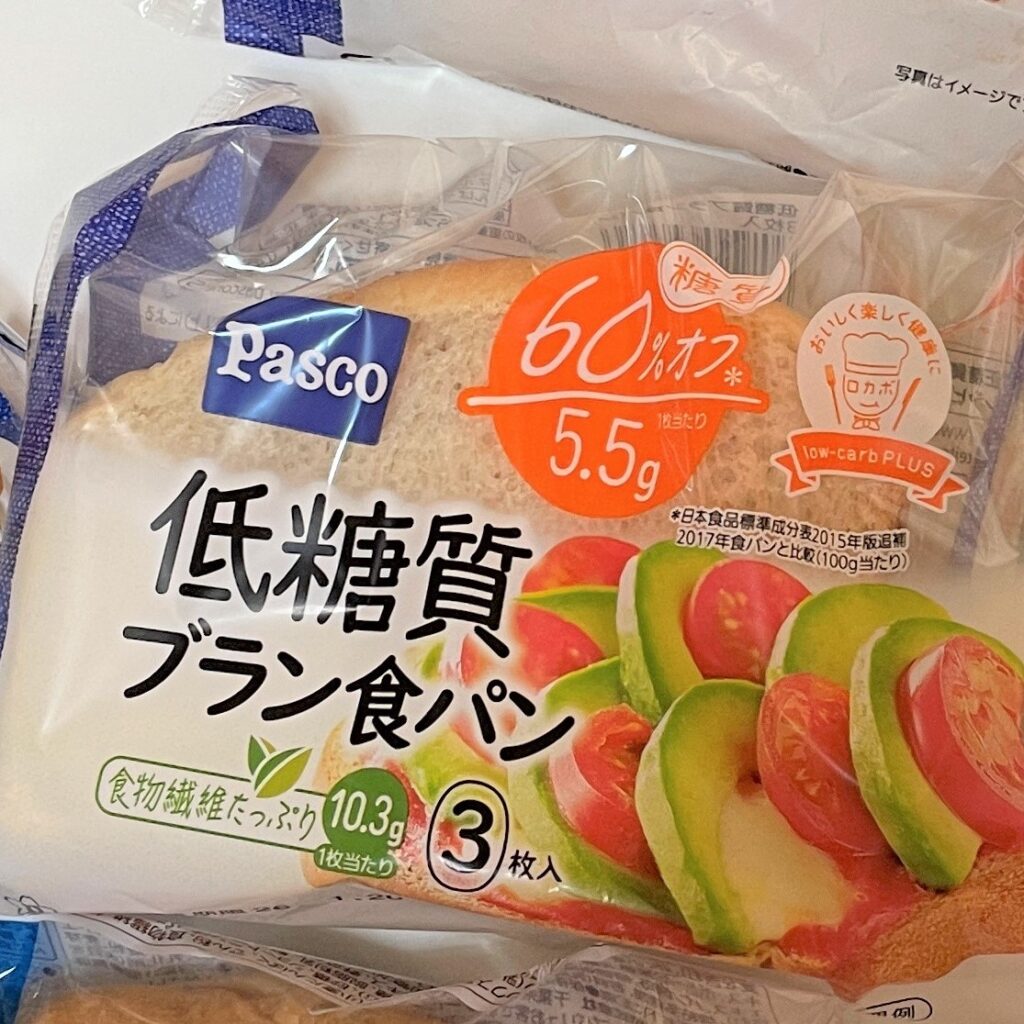 写真はイメージで
Pasco
糖質
60%オフ*
1枚当たり
5.5g
おいしく楽しく健康に
ロカボ
low-carb PLUS
*日本食品標準成分表2015年版追補
2017年食パンと比較(100g当たり)
低糖質
ブラン食パン
食物繊維たっぷり
10.3g
1枚当たり
3枚入